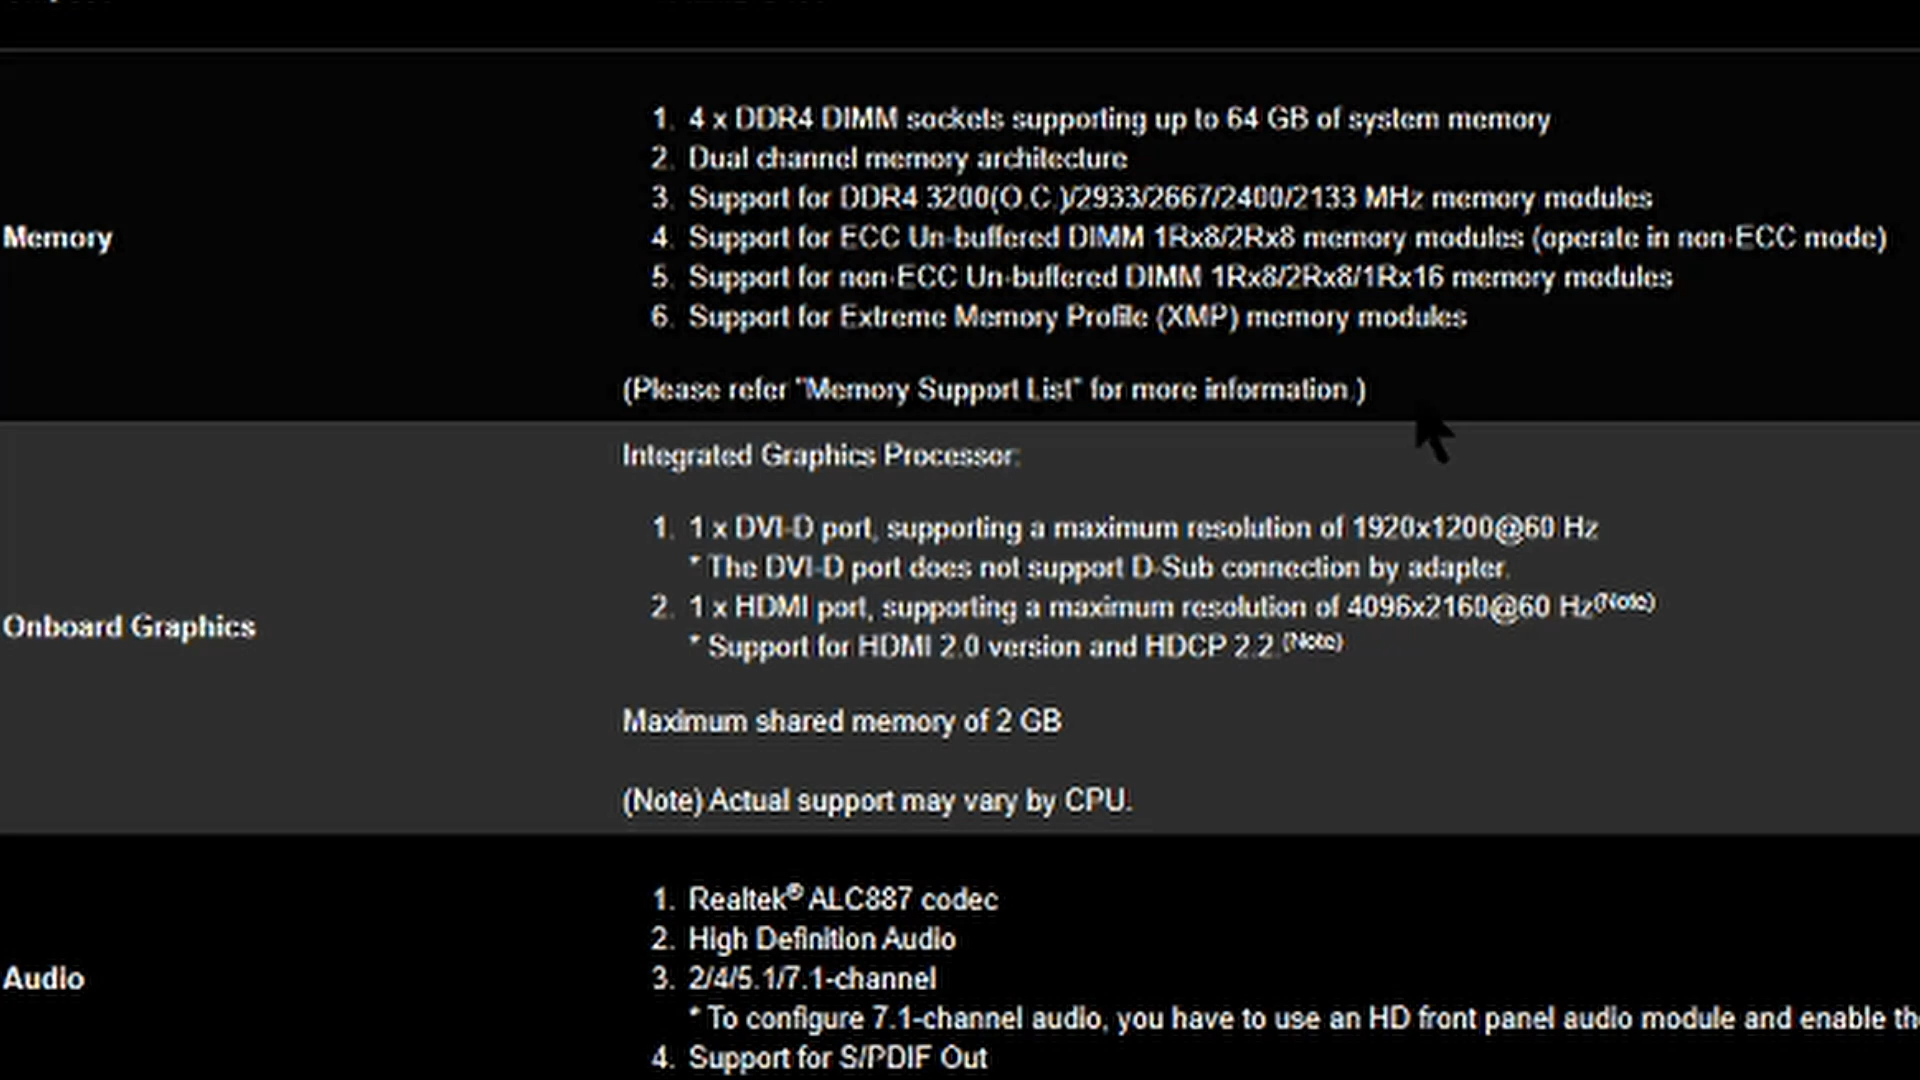 Memory
1. 4 x DDR4 DIMM sockets supporting up to 64 GB of system memory
2. Dual channel memory architecture
3. Support for DDR4 3200(O.C.)/2933/2667/2400/2133 MHz memory modules
4. Support for ECC Un-buffered DIMM 1Rx8/2Rx8 memory modules (operate in non-ECC mode)
5. Support for non-ECC Un-buffered DIMM 1Rx8/2Rx8/1Rx16 memory modules
6. Support for Extreme Memory Profile (XMP) memory modules
(Please refer "Memory Support List" for more information.)
Onboard Graphics
Integrated Graphics Processor:
1. 1 x DVI-D port, supporting a maximum resolution of 1920x1200@60 Hz
* The DVI-D port does not support D-Sub connection by adapter.
2. 1 x HDMI port, supporting a maximum resolution of 4096x2160@60 Hz(Note)
* Support for HDMI 2.0 version and HDCP 2.2.(Note)
Maximum shared memory of 2 GB
(Note) Actual support may vary by CPU.
Audio
1. Realtek® ALC887 codec
2. High Definition Audio
3. 2/4/5.1/7.1-channel
* To configure 7.1-channel audio, you have to use an HD front panel audio module and enable
4. Support for S/PDIF Out